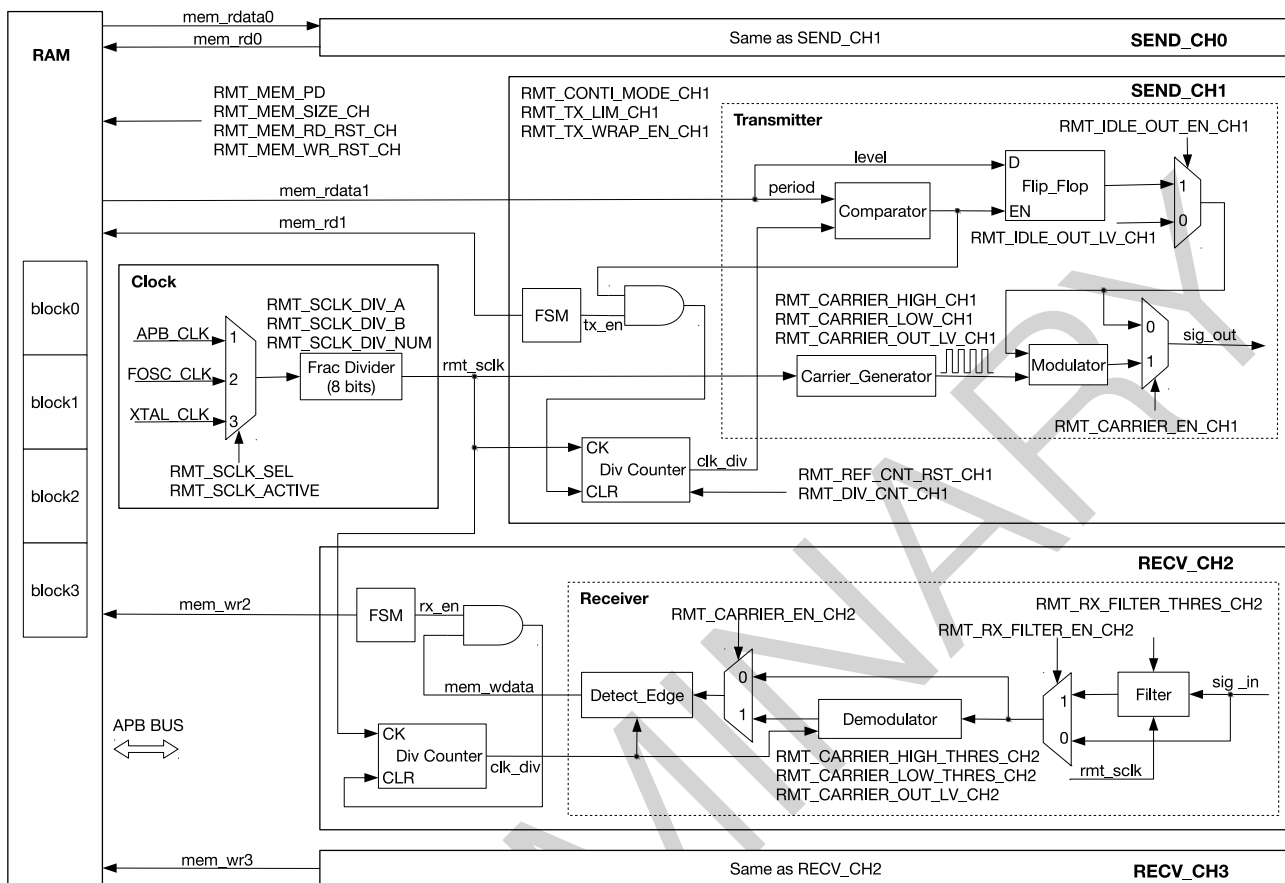 mem_rdata0
mem_rd0
Same as SEND_CH1
SEND_CH0
RAM
RMT_MEM_PD
RMT_MEM_SIZE_CH
RMT_MEM_RD_RST_CH
RMT_MEM_WR_RST_CH
RMT_CONTI_MODE_CH1
RMT_TX_LIM_CH1
RMT_TX_WRAP_EN_CH1
SEND_CH1
Transmitter
RMT_IDLE_OUT_EN_CH1
level
D
Flip_Flop
EN
1
0
mem_rdata1
period
Comparator
RMT_IDLE_OUT_LV_CH1
mem_rd1
Clock
RMT_SCLK_DIV_A
RMT_SCLK_DIV_B
RMT_SCLK_DIV_NUM
APB_CLK
1
FOSC_CLK
2
XTAL_CLK
3
Frac Divider
(8 bits)
rmt_sclk
RMT_SCLK_SEL
RMT_SCLK_ACTIVE
FSM
tx_en
RMT_CARRIER_HIGH_CH1
RMT_CARRIER_LOW_CH1
RMT_CARRIER_OUT_LV_CH1
Carrier_Generator
Modulator
0
1
sig_out
RMT_CARRIER_EN_CH1
CK
Div Counter
CLR
clk_div
RMT_REF_CNT_RST_CH1
RMT_DIV_CNT_CH1
block0
block1
block2
block3
RECV_CH2
mem_wr2
FSM
rx_en
Receiver
RMT_CARRIER_EN_CH2
RMT_RX_FILTER_THRES_CH2
RMT_RX_FILTER_EN_CH2
mem_wdata
Detect_Edge
0
1
Demodulator
1
0
Filter
sig_in
rmt_sclk
APB BUS
CK
Div Counter
CLR
clk_div
RMT_CARRIER_HIGH_THRES_CH2
RMT_CARRIER_LOW_THRES_CH2
RMT_CARRIER_OUT_LV_CH2
mem_wr3
Same as RECV_CH2
RECV_CH3
MINARY